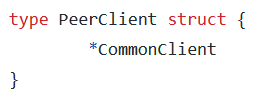 type PeerClient struct {
        *CommonClient
}